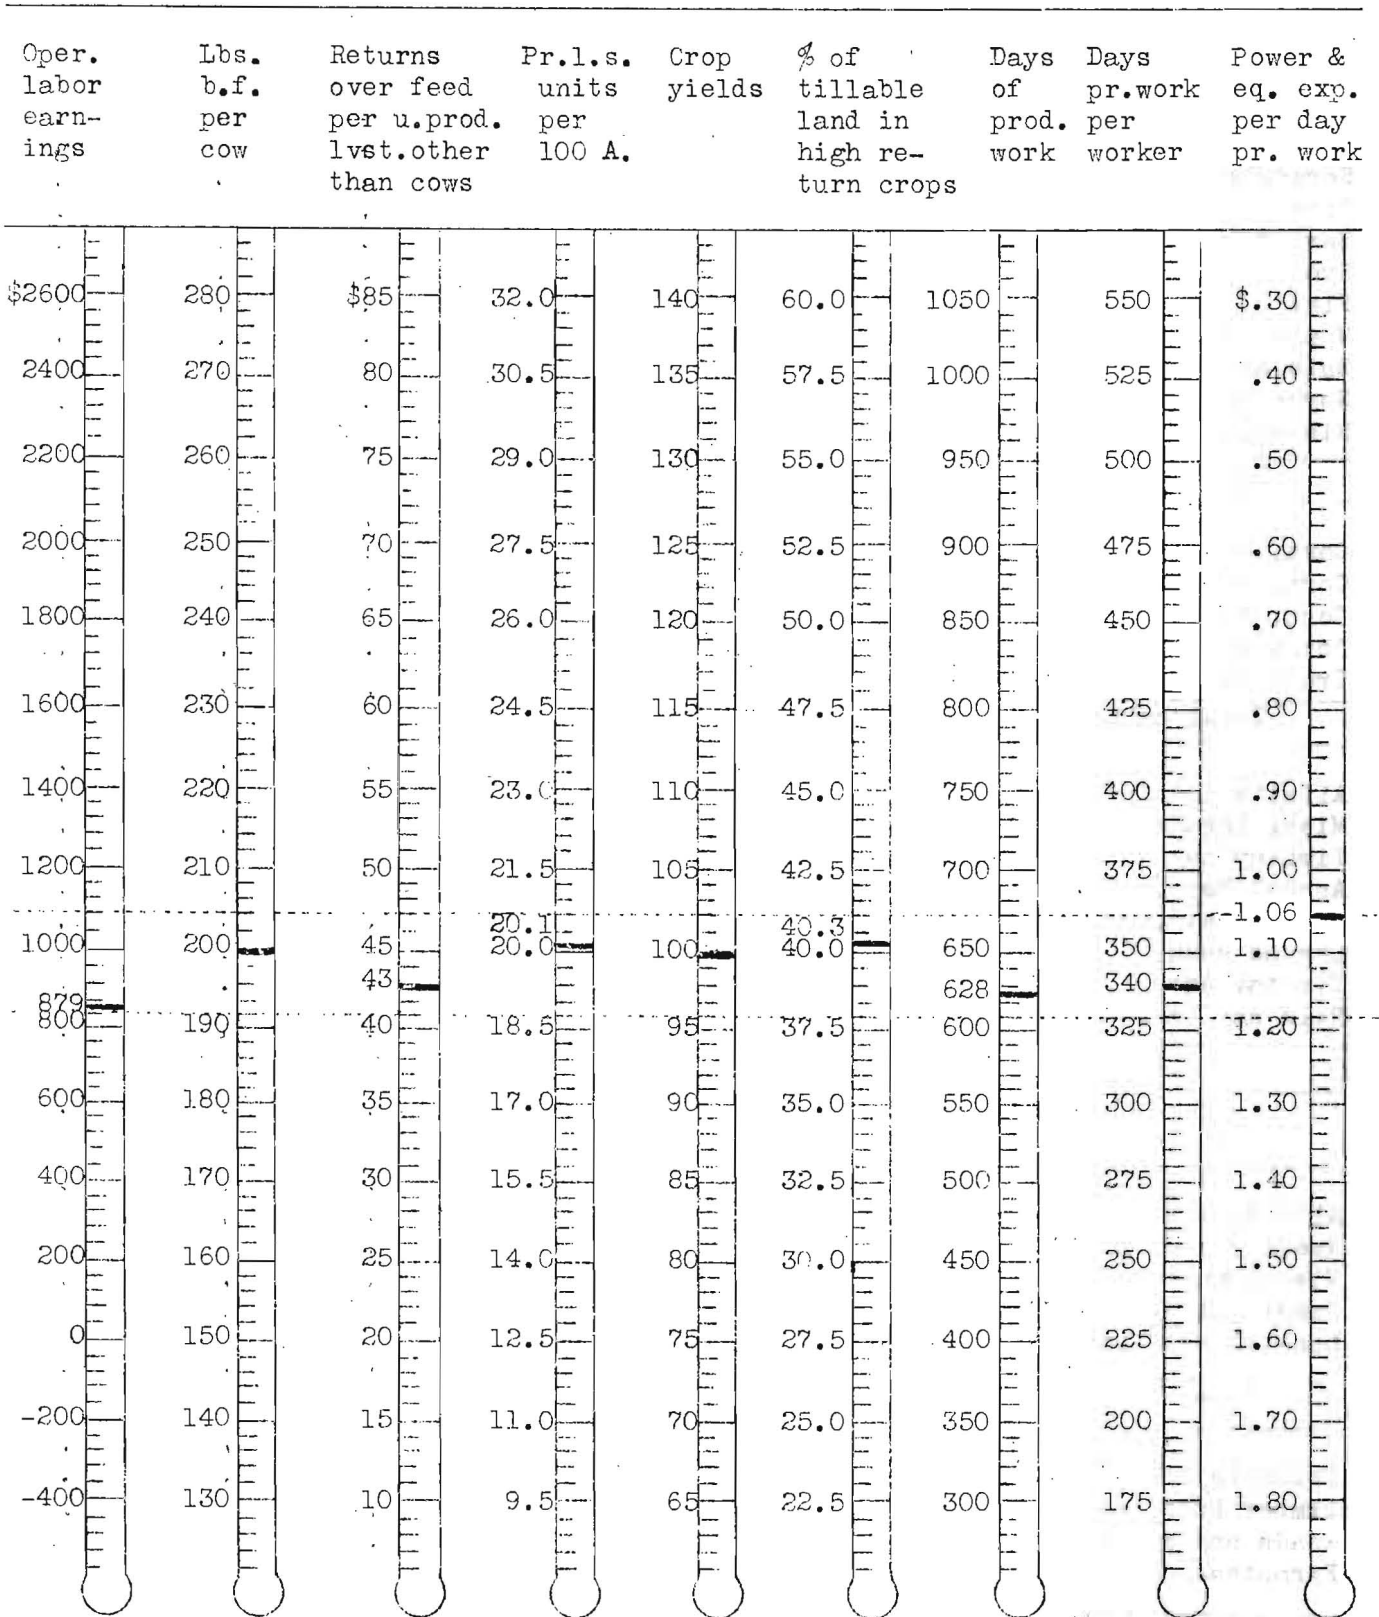 Oper. Lbs. Returns Pr.l.s. Crop % of Days Days Power &
labor b.f. over feed units yields tillable of pr.work eq. exp.
earn- per per u.prod. per land in prod. per per day
ings cow lvst.other 100 A. high re- work worker pr. work
than cows turn crops
$2600 280 $85 32.0 140 60.0 1050 550 $.30
2400 270 80 30.5 135 57.5 1000 525 .40
2200 260 75 29.0 130 55.0 950 500 .50
2000 250 70 27.5 125 52.5 900 475 .60
1800 240 65 26.0 120 50.0 850 450 .70
1600 230 60 24.5 115 47.5 800 425 .80
1400 220 55 23.0 110 45.0 750 400 .90
1200 210 50 21.5 105 42.5 700 375 1.00
20.1 40.3 1.06
1000 200 45 20.0 100 40.0 650 350 1.10
43 628 340
879
800 190 40 18.5 95 37.5 600 325 1.20
600 180 35 17.0 90 35.0 550 300 1.30
400 170 30 15.5 85 32.5 500 275 1.40
200 160 25 14.0 80 30.0 450 250 1.50
0 150 20 12.5 75 27.5 400 225 1.60
-200 140 15 11.0 70 25.0 350 200 1.70
-400 130 10 9.5 65 22.5 300 175 1.80